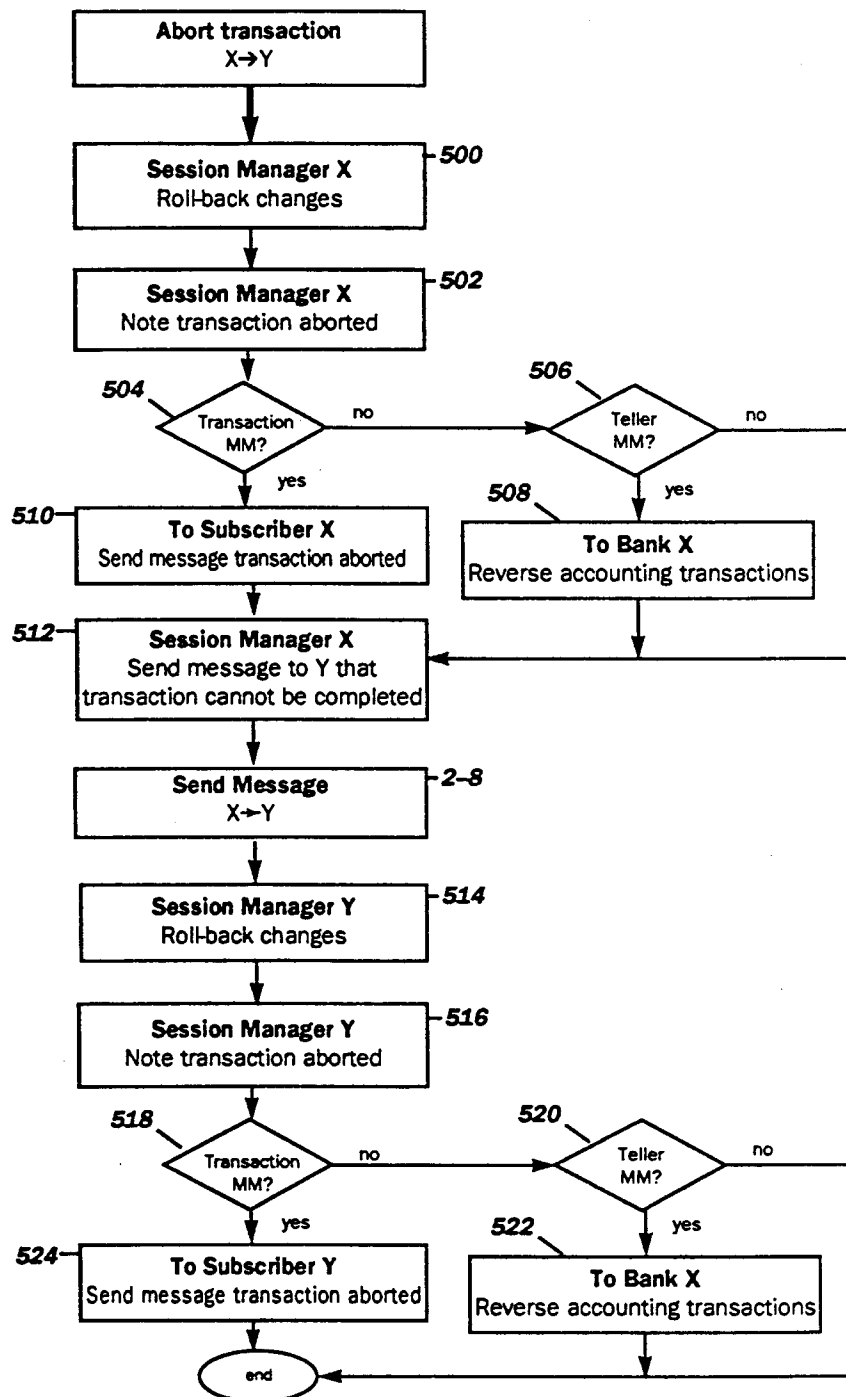 Abort transaction
X→Y
500
Session Manager X
Roll-back changes
502
Session Manager X
Note transaction aborted
504
Transaction
MM?
no
yes
506
Teller
MM?
no
yes
510
To Subscriber X
Send message transaction aborted
508
To Bank X
Reverse accounting transactions
512
Session Manager X
Send message to Y that
transaction cannot be completed
2–8
Send Message
X→Y
514
Session Manager Y
Roll-back changes
516
Session Manager Y
Note transaction aborted
518
Transaction
MM?
no
yes
520
Teller
MM?
no
yes
524
To Subscriber Y
Send message transaction aborted
522
To Bank X
Reverse accounting transactions
end